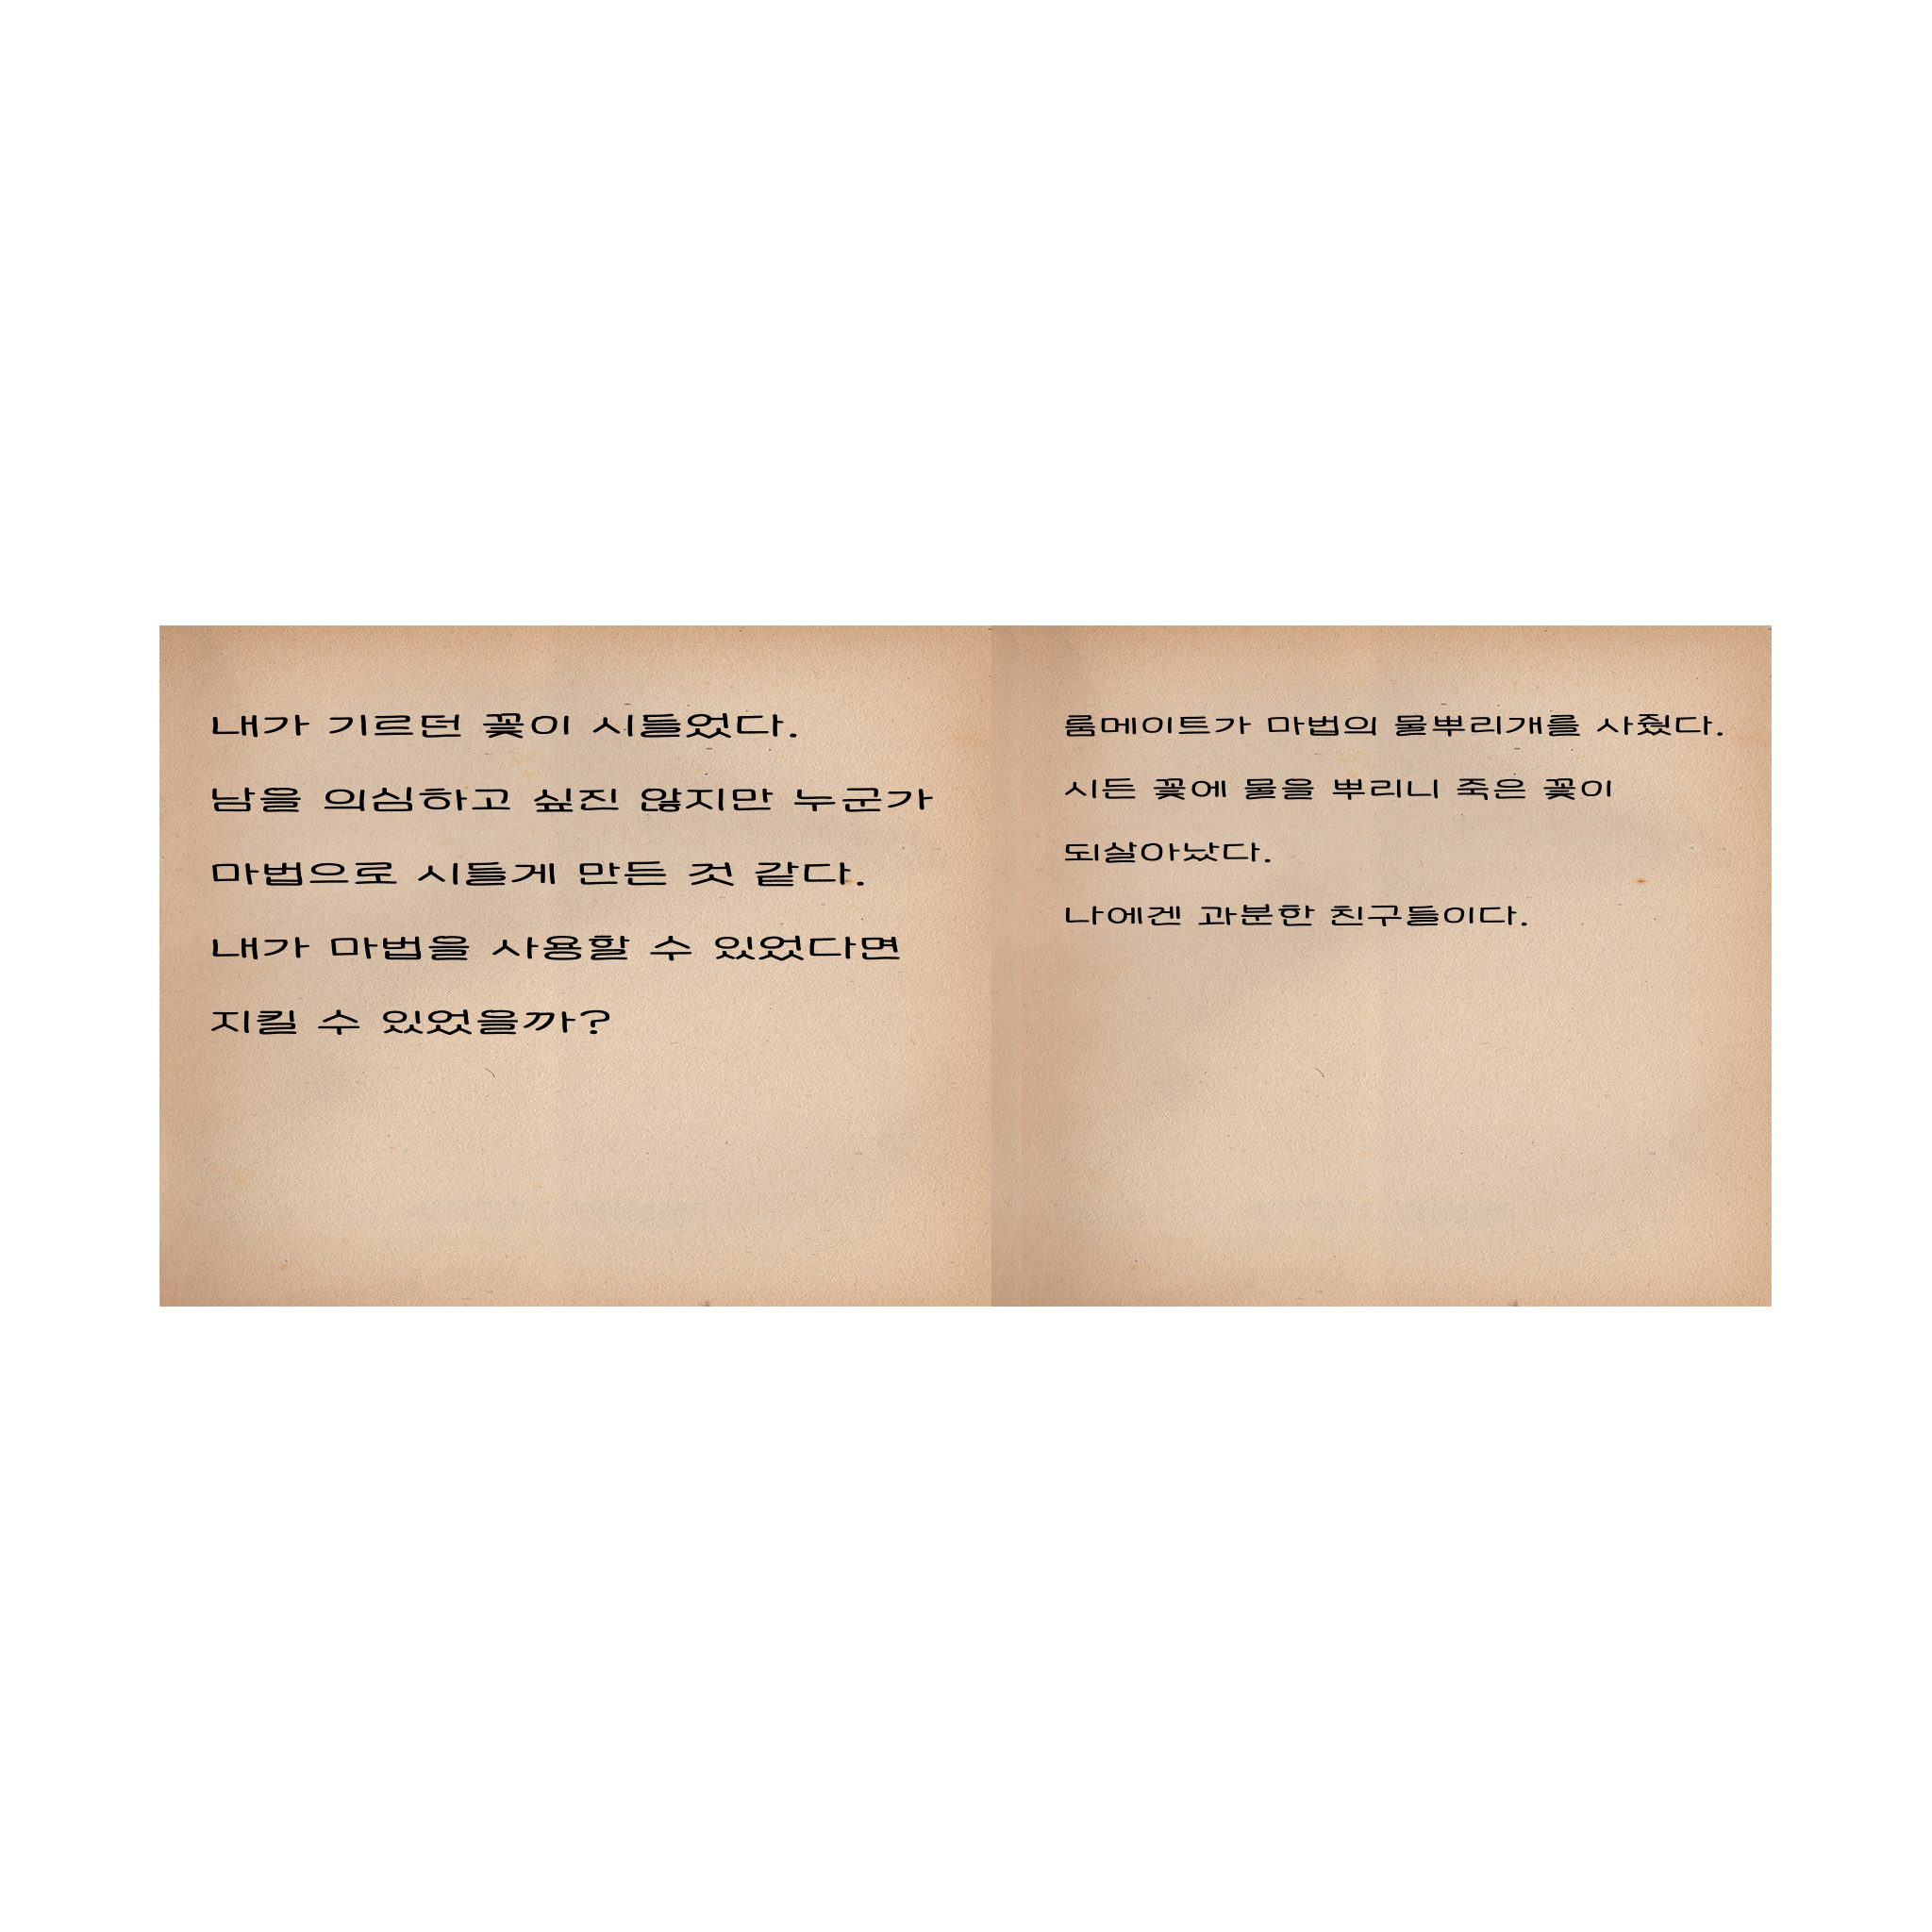 내가 기르던 꽃이 시들었다.
남을 의심하고 싶진 않지만 누군가
마법으로 시들게 만든 것 같다.
내가 마법을 사용할 수 있었다면
지킬 수 있었을까?
룸메이트가 마법의 물뿌리개를 사줬다.
시든 꽃에 물을 뿌리니 죽은 꽃이
되살아났다.
나에겐 과분한 친구들이다.